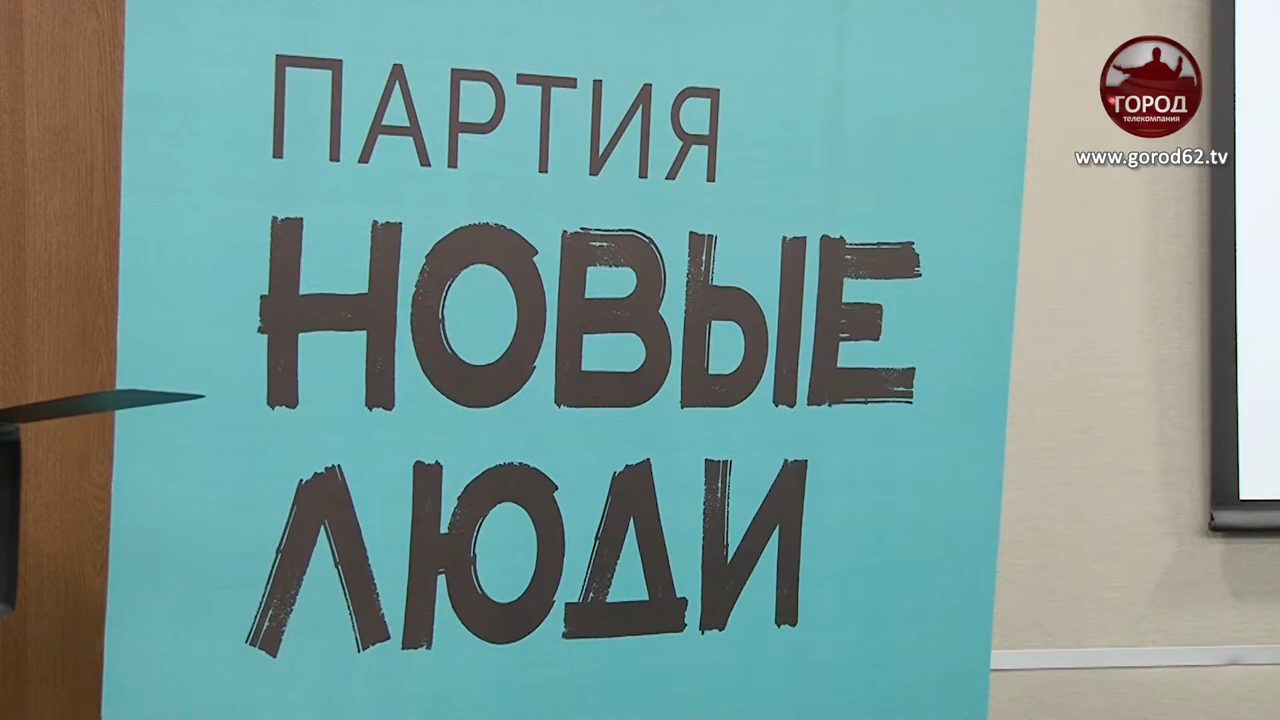 ПАРТИЯ
НОВЫЕ
ЛЮДИ
ГОРОД
телекомпания
www.gorod62.tv